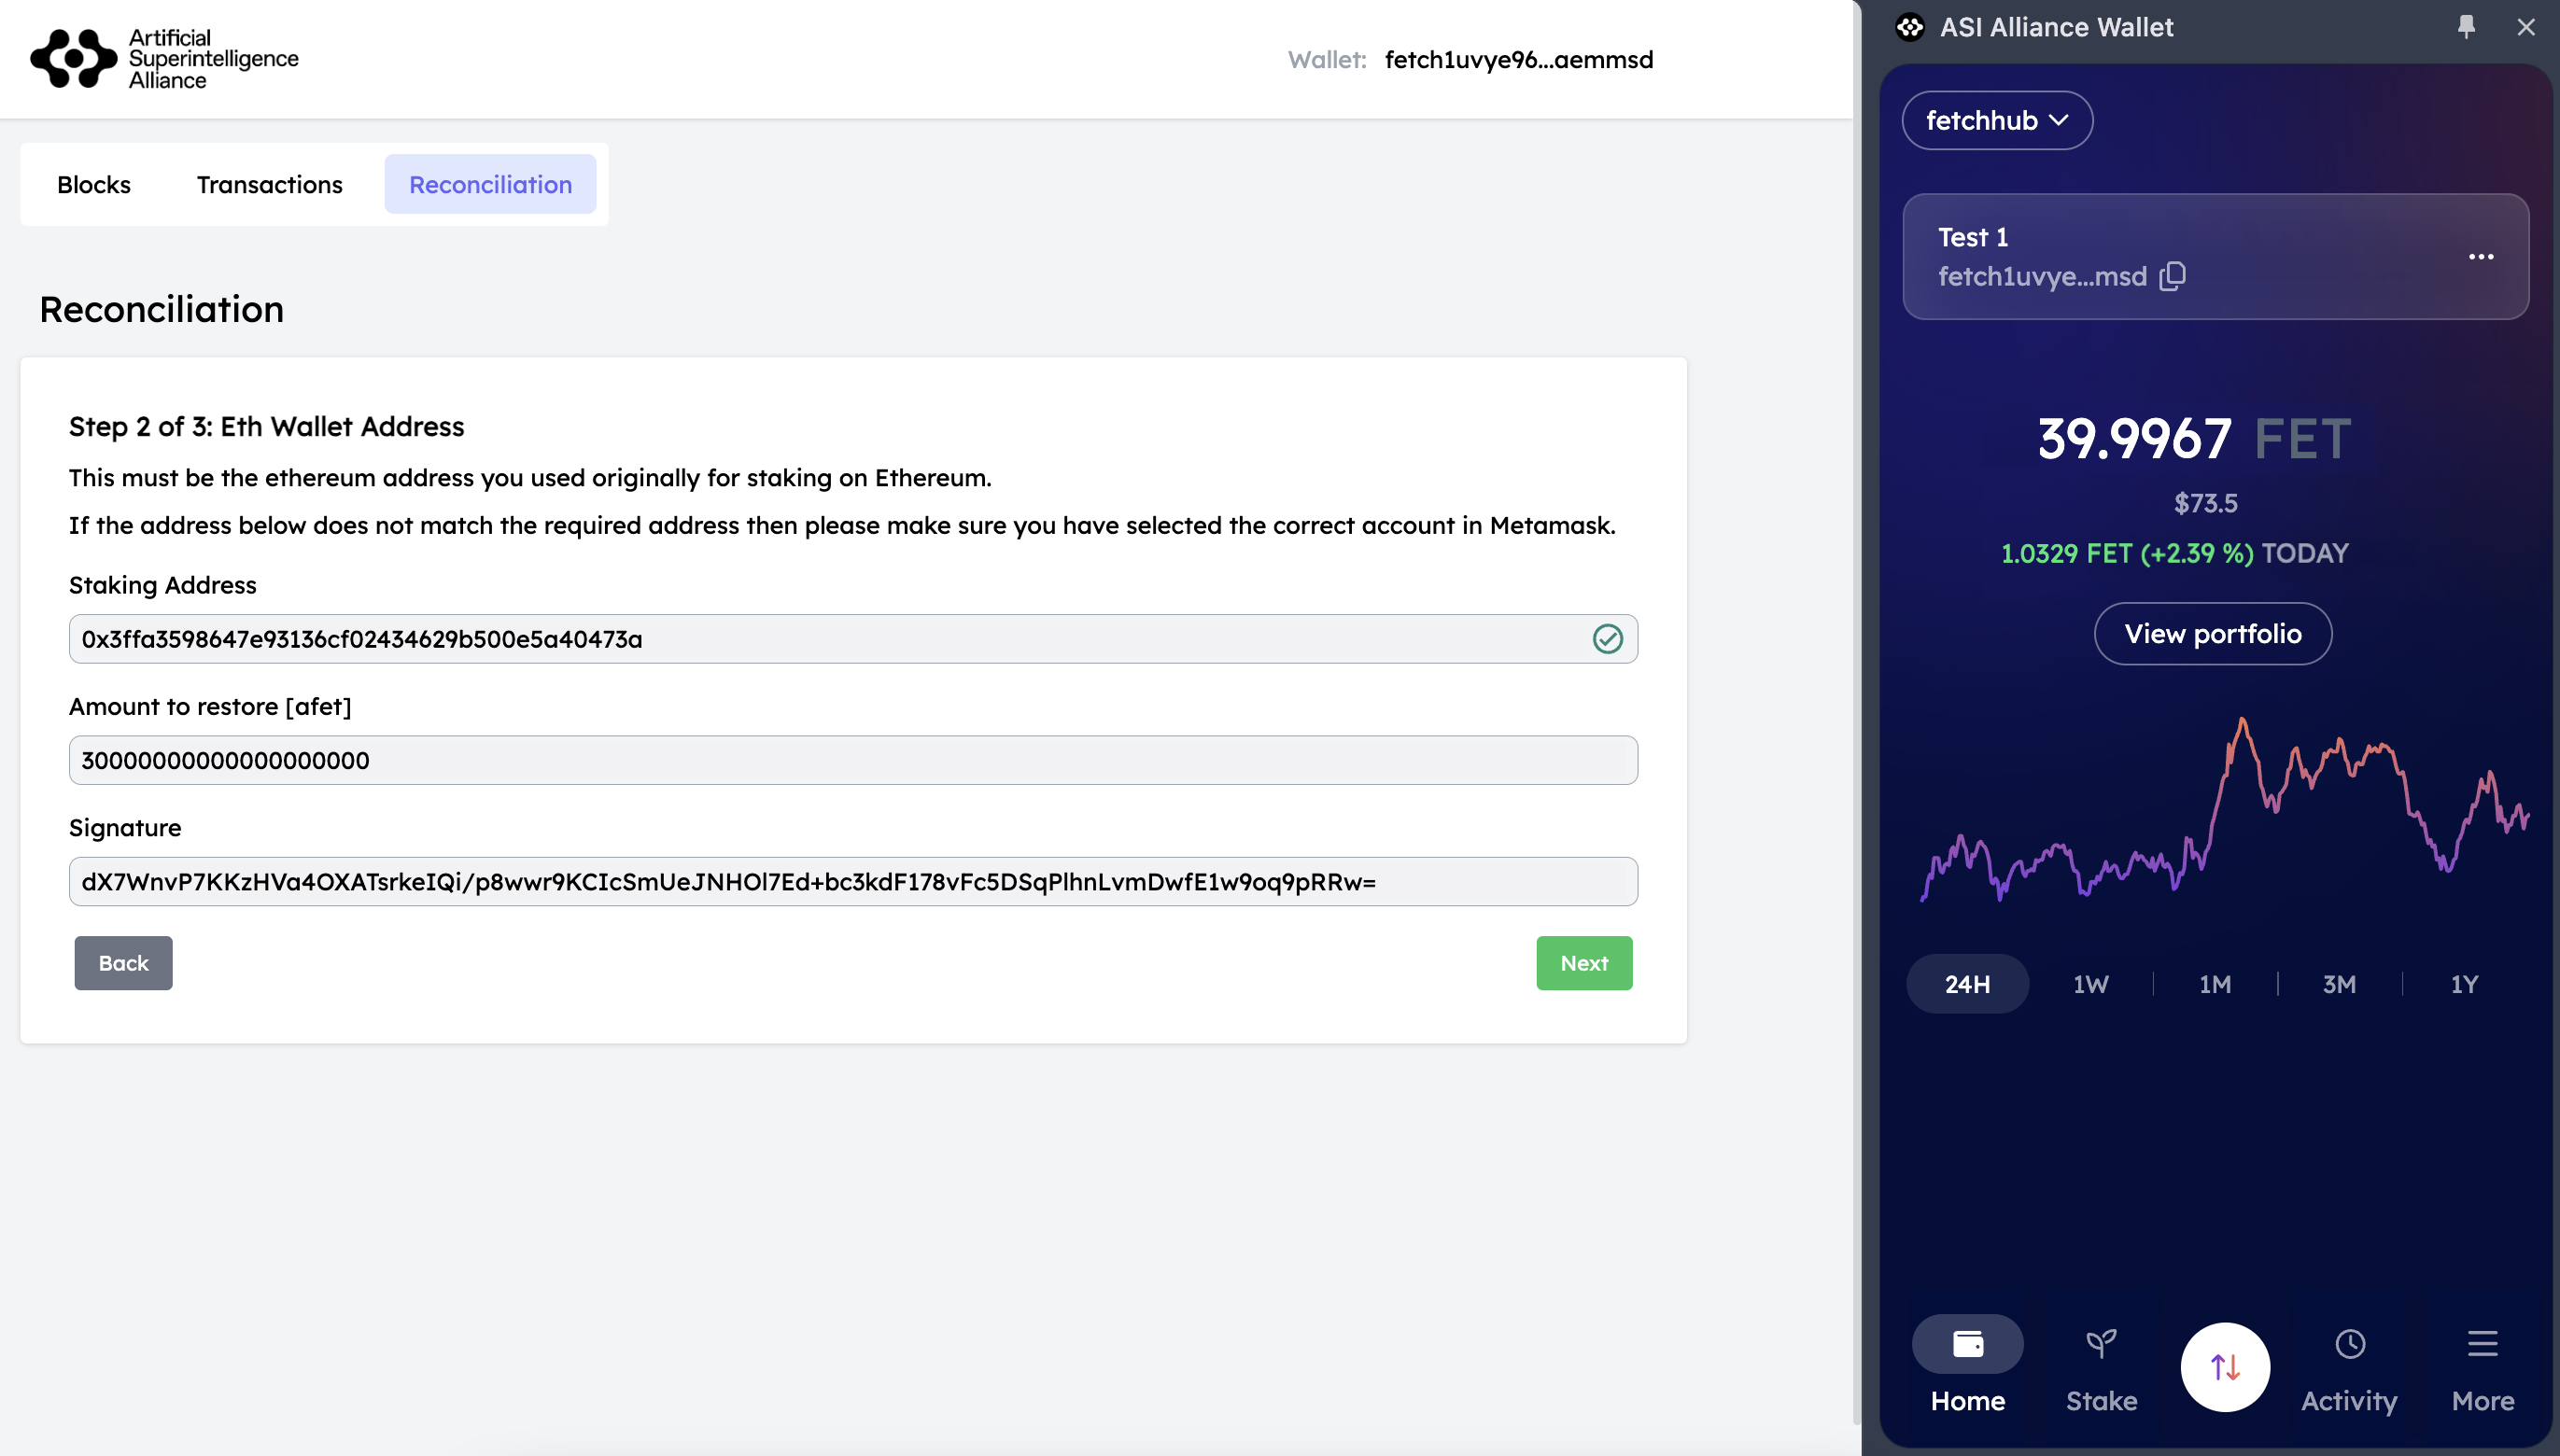 Artificial
Superintelligence
Alliance
Wallet: fetch1uvye96...aemmsd
Blocks Transactions Reconciliation
Reconciliation
Step 2 of 3: Eth Wallet Address
This must be the ethereum address you used originally for staking on Ethereum.
If the address below does not match the required address then please make sure you have selected the correct account in Metamask.
Staking Address
0x3ffa3598647e93136cf02434629b500e5a40473a
Amount to restore [afet]
30000000000000000000
Signature
dX7WnvP7KKzHVa4OXATsrkeIQi/p8wwr9KCIcSmUeJNHOl7Ed+bc3kdF178vFc5DSqPlhnLvmDwfE1w9oq9pRRw=
Back Next
ASI Alliance Wallet
fetchhub
Test 1
fetch1uvye...msd
39.9967 FET
$73.5
1.0329 FET (+2.39 %) TODAY
View portfolio
24H 1W 1M 3M 1Y
Home Stake Activity More